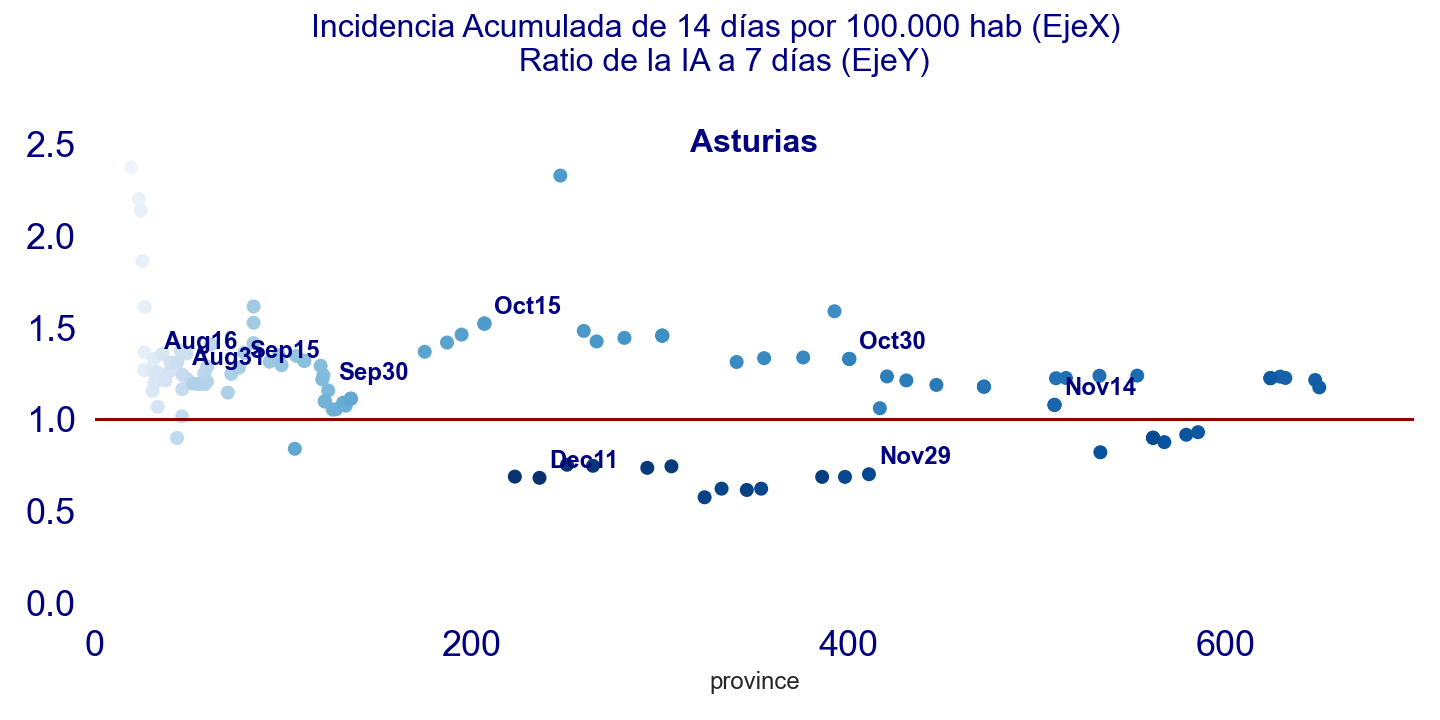 Incidencia Acumulada de 14 días por 100.000 hab (EjeX)
Ratio de la IA a 7 días (EjeY)
Asturias
2.5
2.0
1.5
1.0
0.5
0.0
Oct15
Aug16
Aug31
Sep15
Sep30
Oct30
Nov14
Dec11
Nov29
0
200
400
600
province